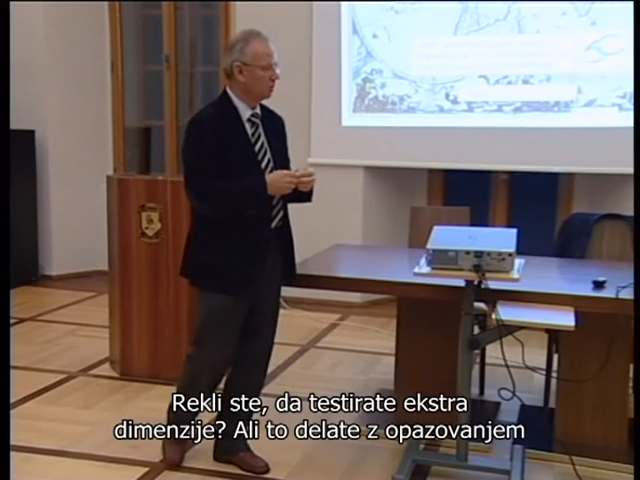 Rekli ste, da testirate ekstra
dimenzije? Ali to delate z opazovanjem